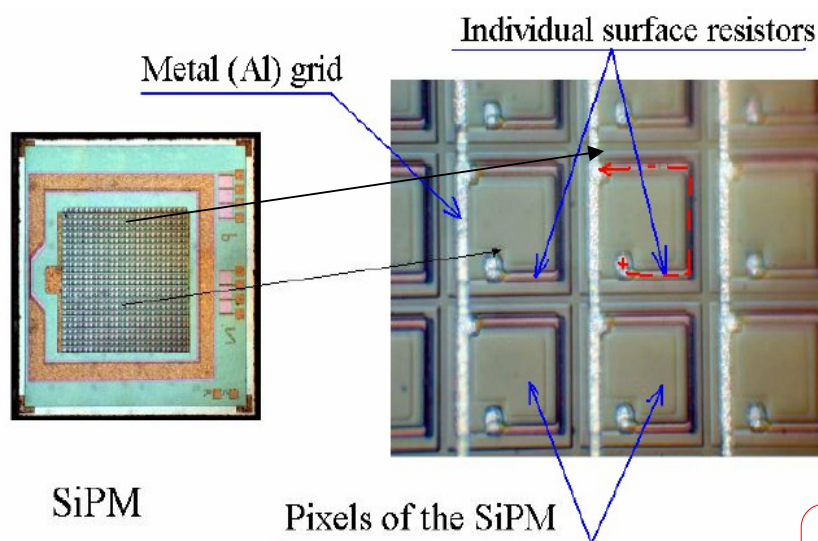 Individual surface resistors
Metal (Al) grid
SiPM
Pixels of the SiPM